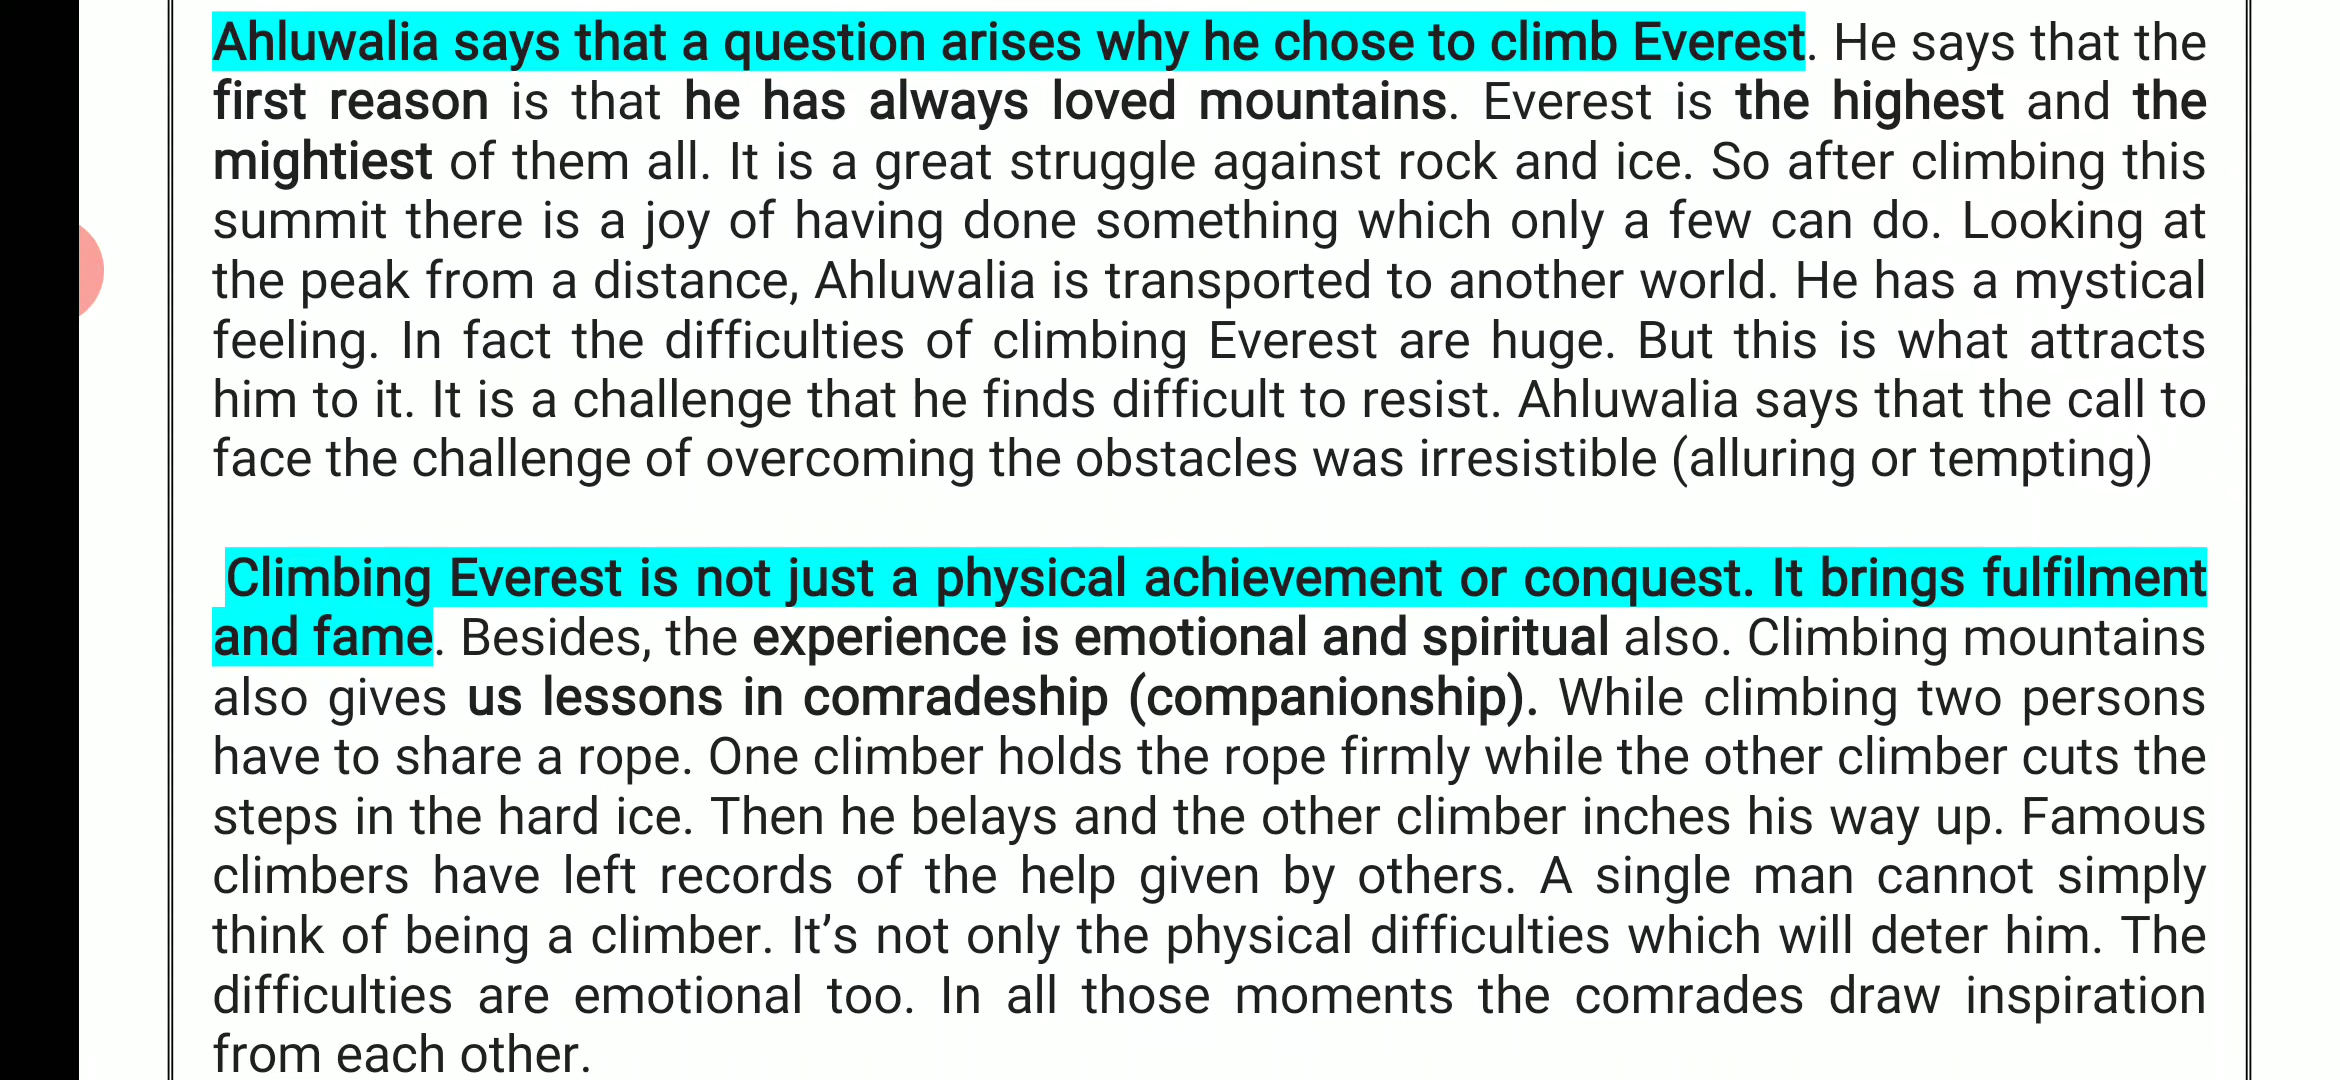 Ahluwalia says that a question arises why he chose to climb Everest. He says that the
first reason is that he has always loved mountains. Everest is the highest and the
mightiest of them all. It is a great struggle against rock and ice. So after climbing this
summit there is a joy of having done something which only a few can do. Looking at
the peak from a distance, Ahluwalia is transported to another world. He has a mystical
feeling. In fact the difficulties of climbing Everest are huge. But this is what attracts
him to it. It is a challenge that he finds difficult to resist. Ahluwalia says that the call to
face the challenge of overcoming the obstacles was irresistible (alluring or tempting)
Climbing Everest is not just a physical achievement or conquest. It brings fulfilment
and fame. Besides, the experience is emotional and spiritual also. Climbing mountains
also gives us lessons in comradeship (companionship). While climbing two persons
have to share a rope. One climber holds the rope firmly while the other climber cuts the
steps in the hard ice. Then he belays and the other climber inches his way up. Famous
climbers have left records of the help given by others. A single man cannot simply
think of being a climber. It’s not only the physical difficulties which will deter him. The
difficulties are emotional too. In all those moments the comrades draw inspiration
from each other.